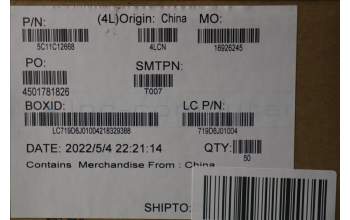 P/N: (4L)Origin: China MO:
5C11C12668 4LCN 16926245
PO: SMTPN:
4501781826 T007
BOXID: LC P/N:
LC719D6J01004218329388 719D6J01004
DATE: 2022/5/4 22:21:14 QTY:
50
Contains Merchandise From : China
SHIPTO: